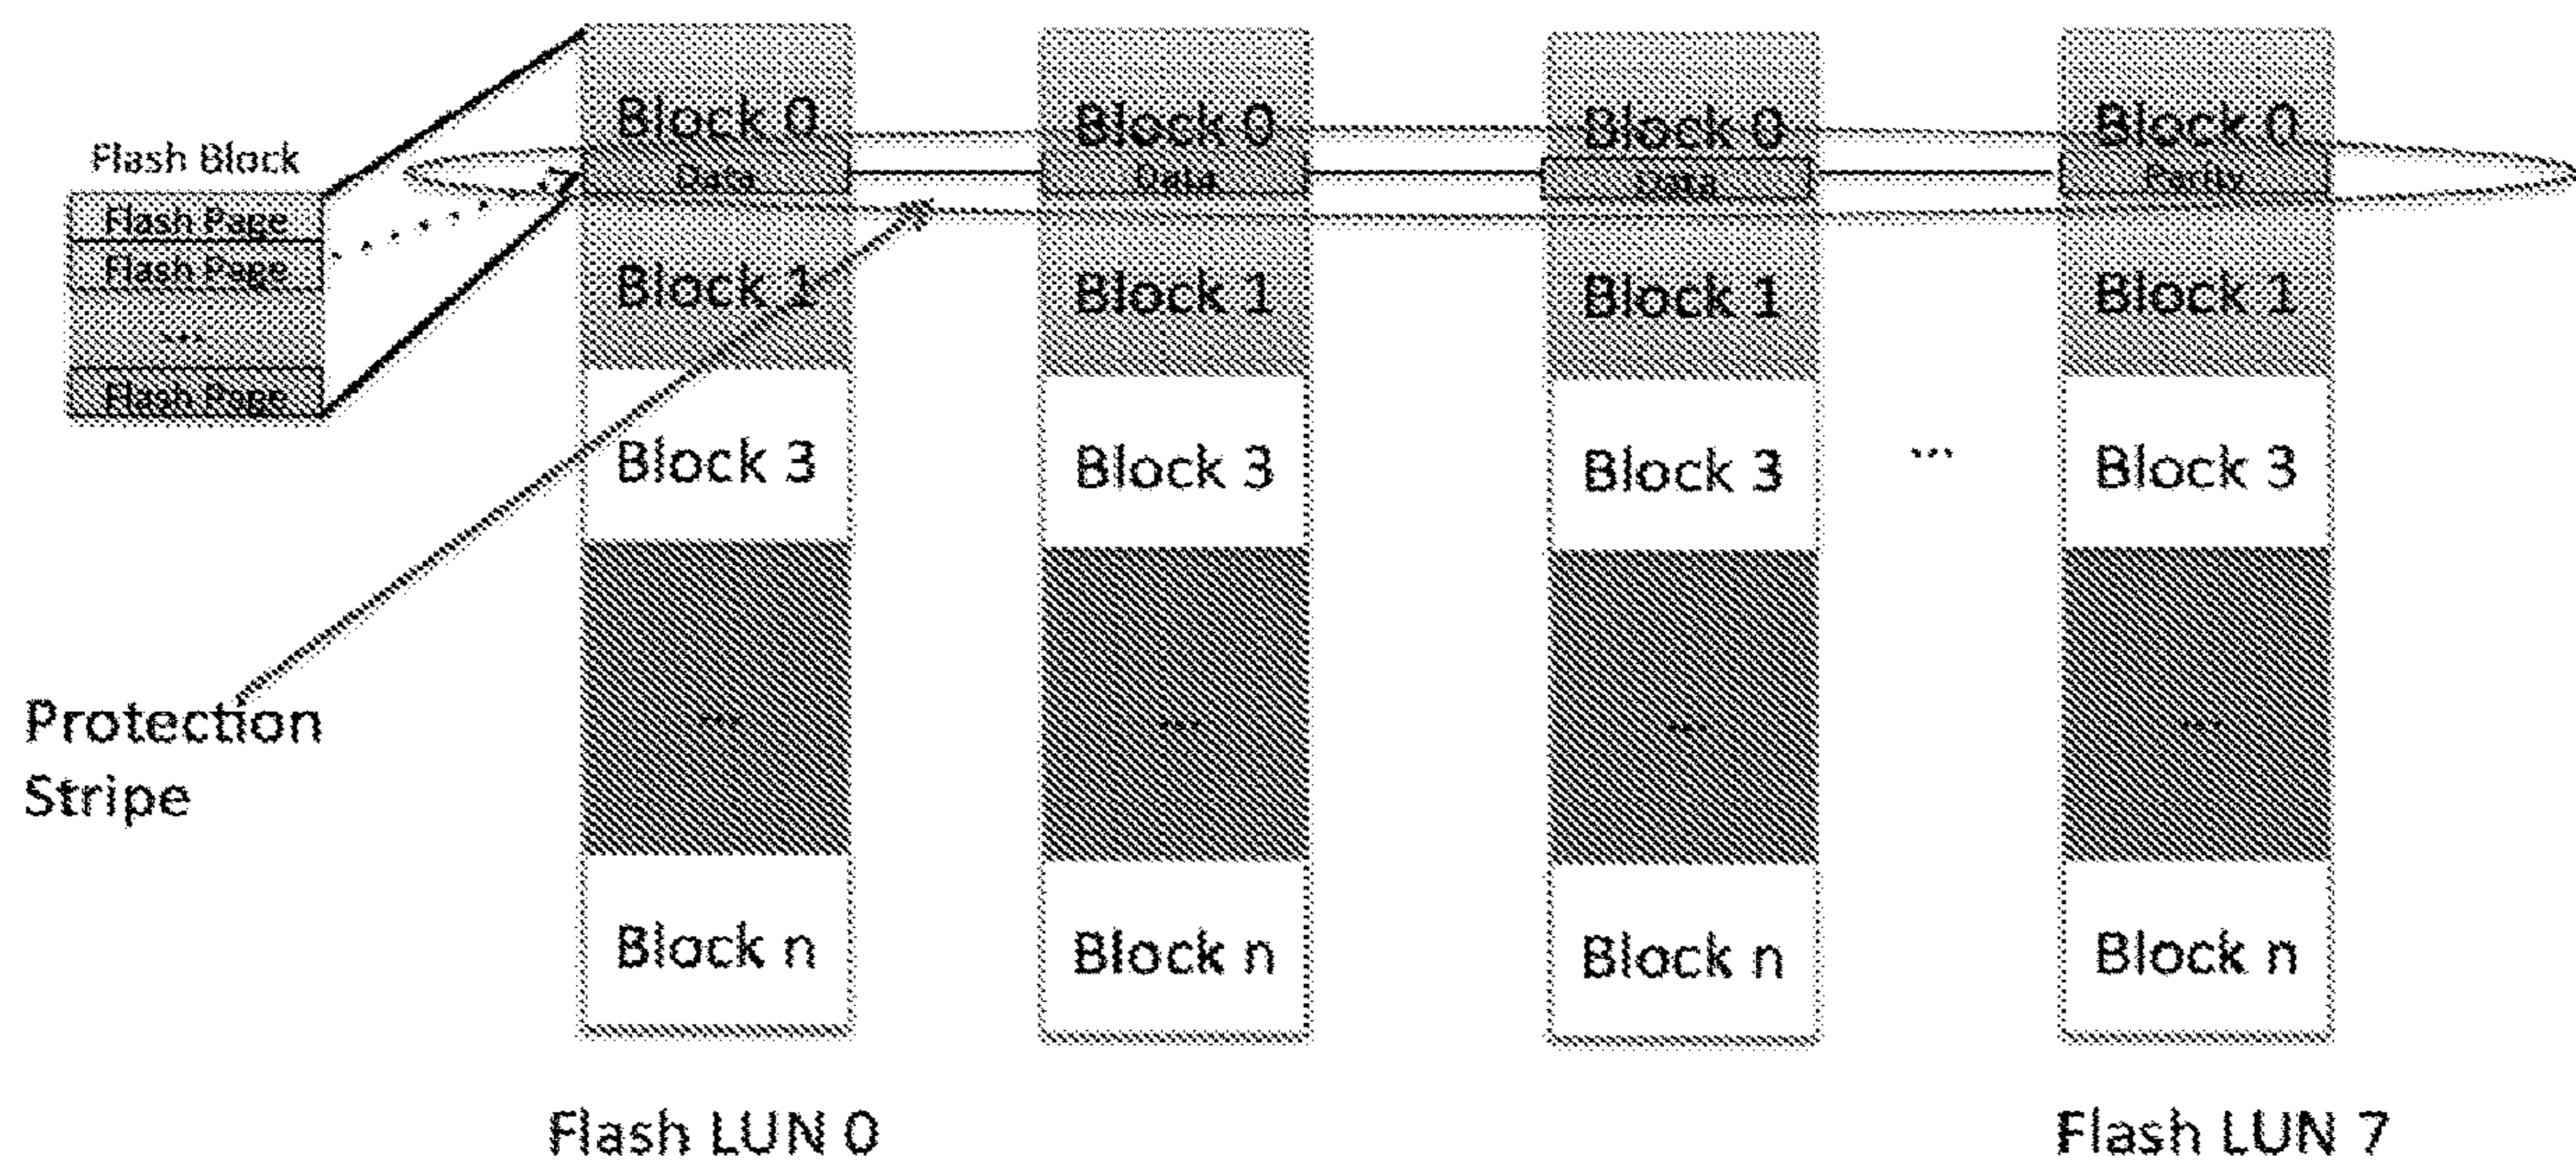 Flash Block
Flash Page
Flash Page
...
Flash Page
Protection
Stripe
Block 0
Data
Block 1
Block 3
...
Block n
Flash LUN 0
Block 0
Data
Block 1
Block 3
...
Block n
Block 0
Data
Block 1
Block 3
...
Block n
...
Block 0
Parity
Block 1
Block 3
...
Block n
Flash LUN 7